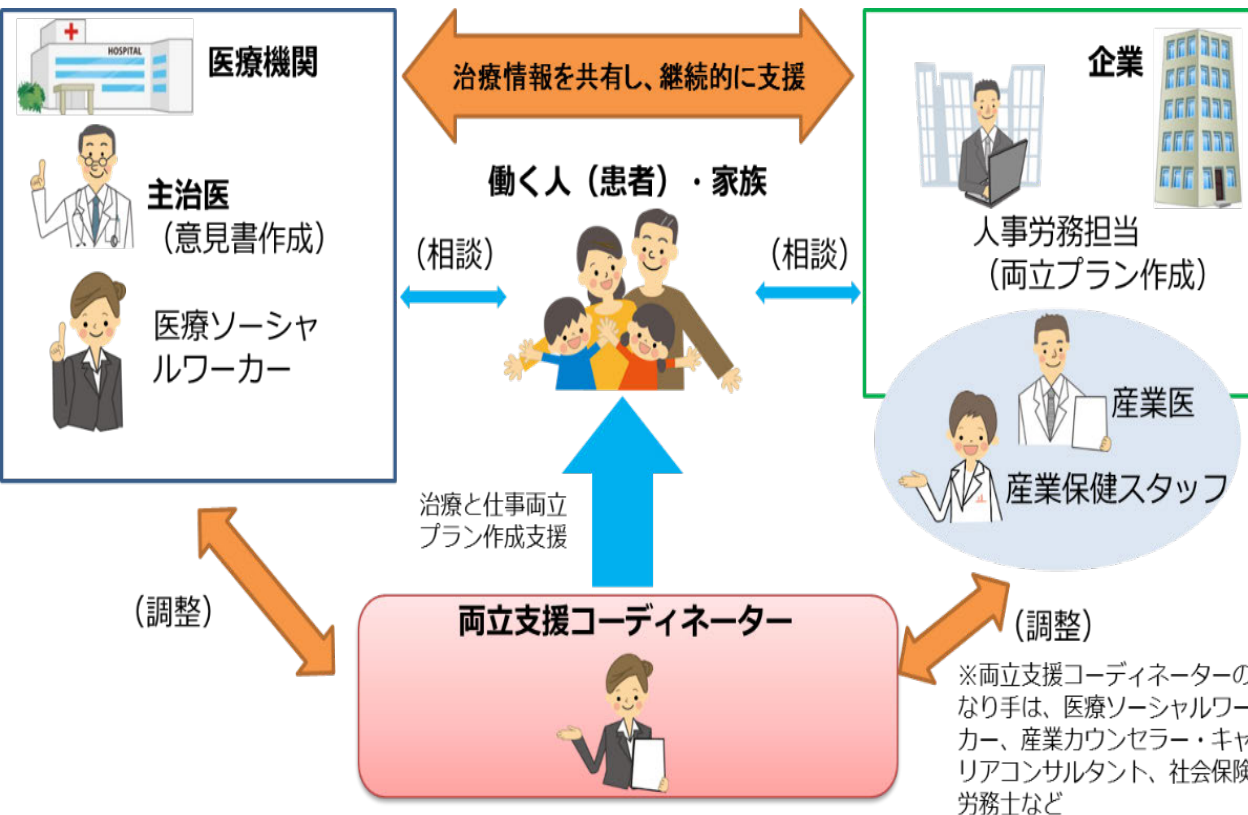 HOSPITAL
医療機関
治療情報を共有し、継続的に支援
企業
主治医
（意見書作成）
医療ソーシャ
ルワーカー
働く人（患者）・家族
（相談）
（相談）
人事労務担当
（両立プラン作成）
産業医
産業保健スタッフ
治療と仕事両立
プラン作成支援
（調整）
両立支援コーディネーター
（調整）
※両立支援コーディネーターの
なり手は、医療ソーシャルワー
カー、産業カウンセラー・キャ
リアコンサルタント、社会保険
労務士など